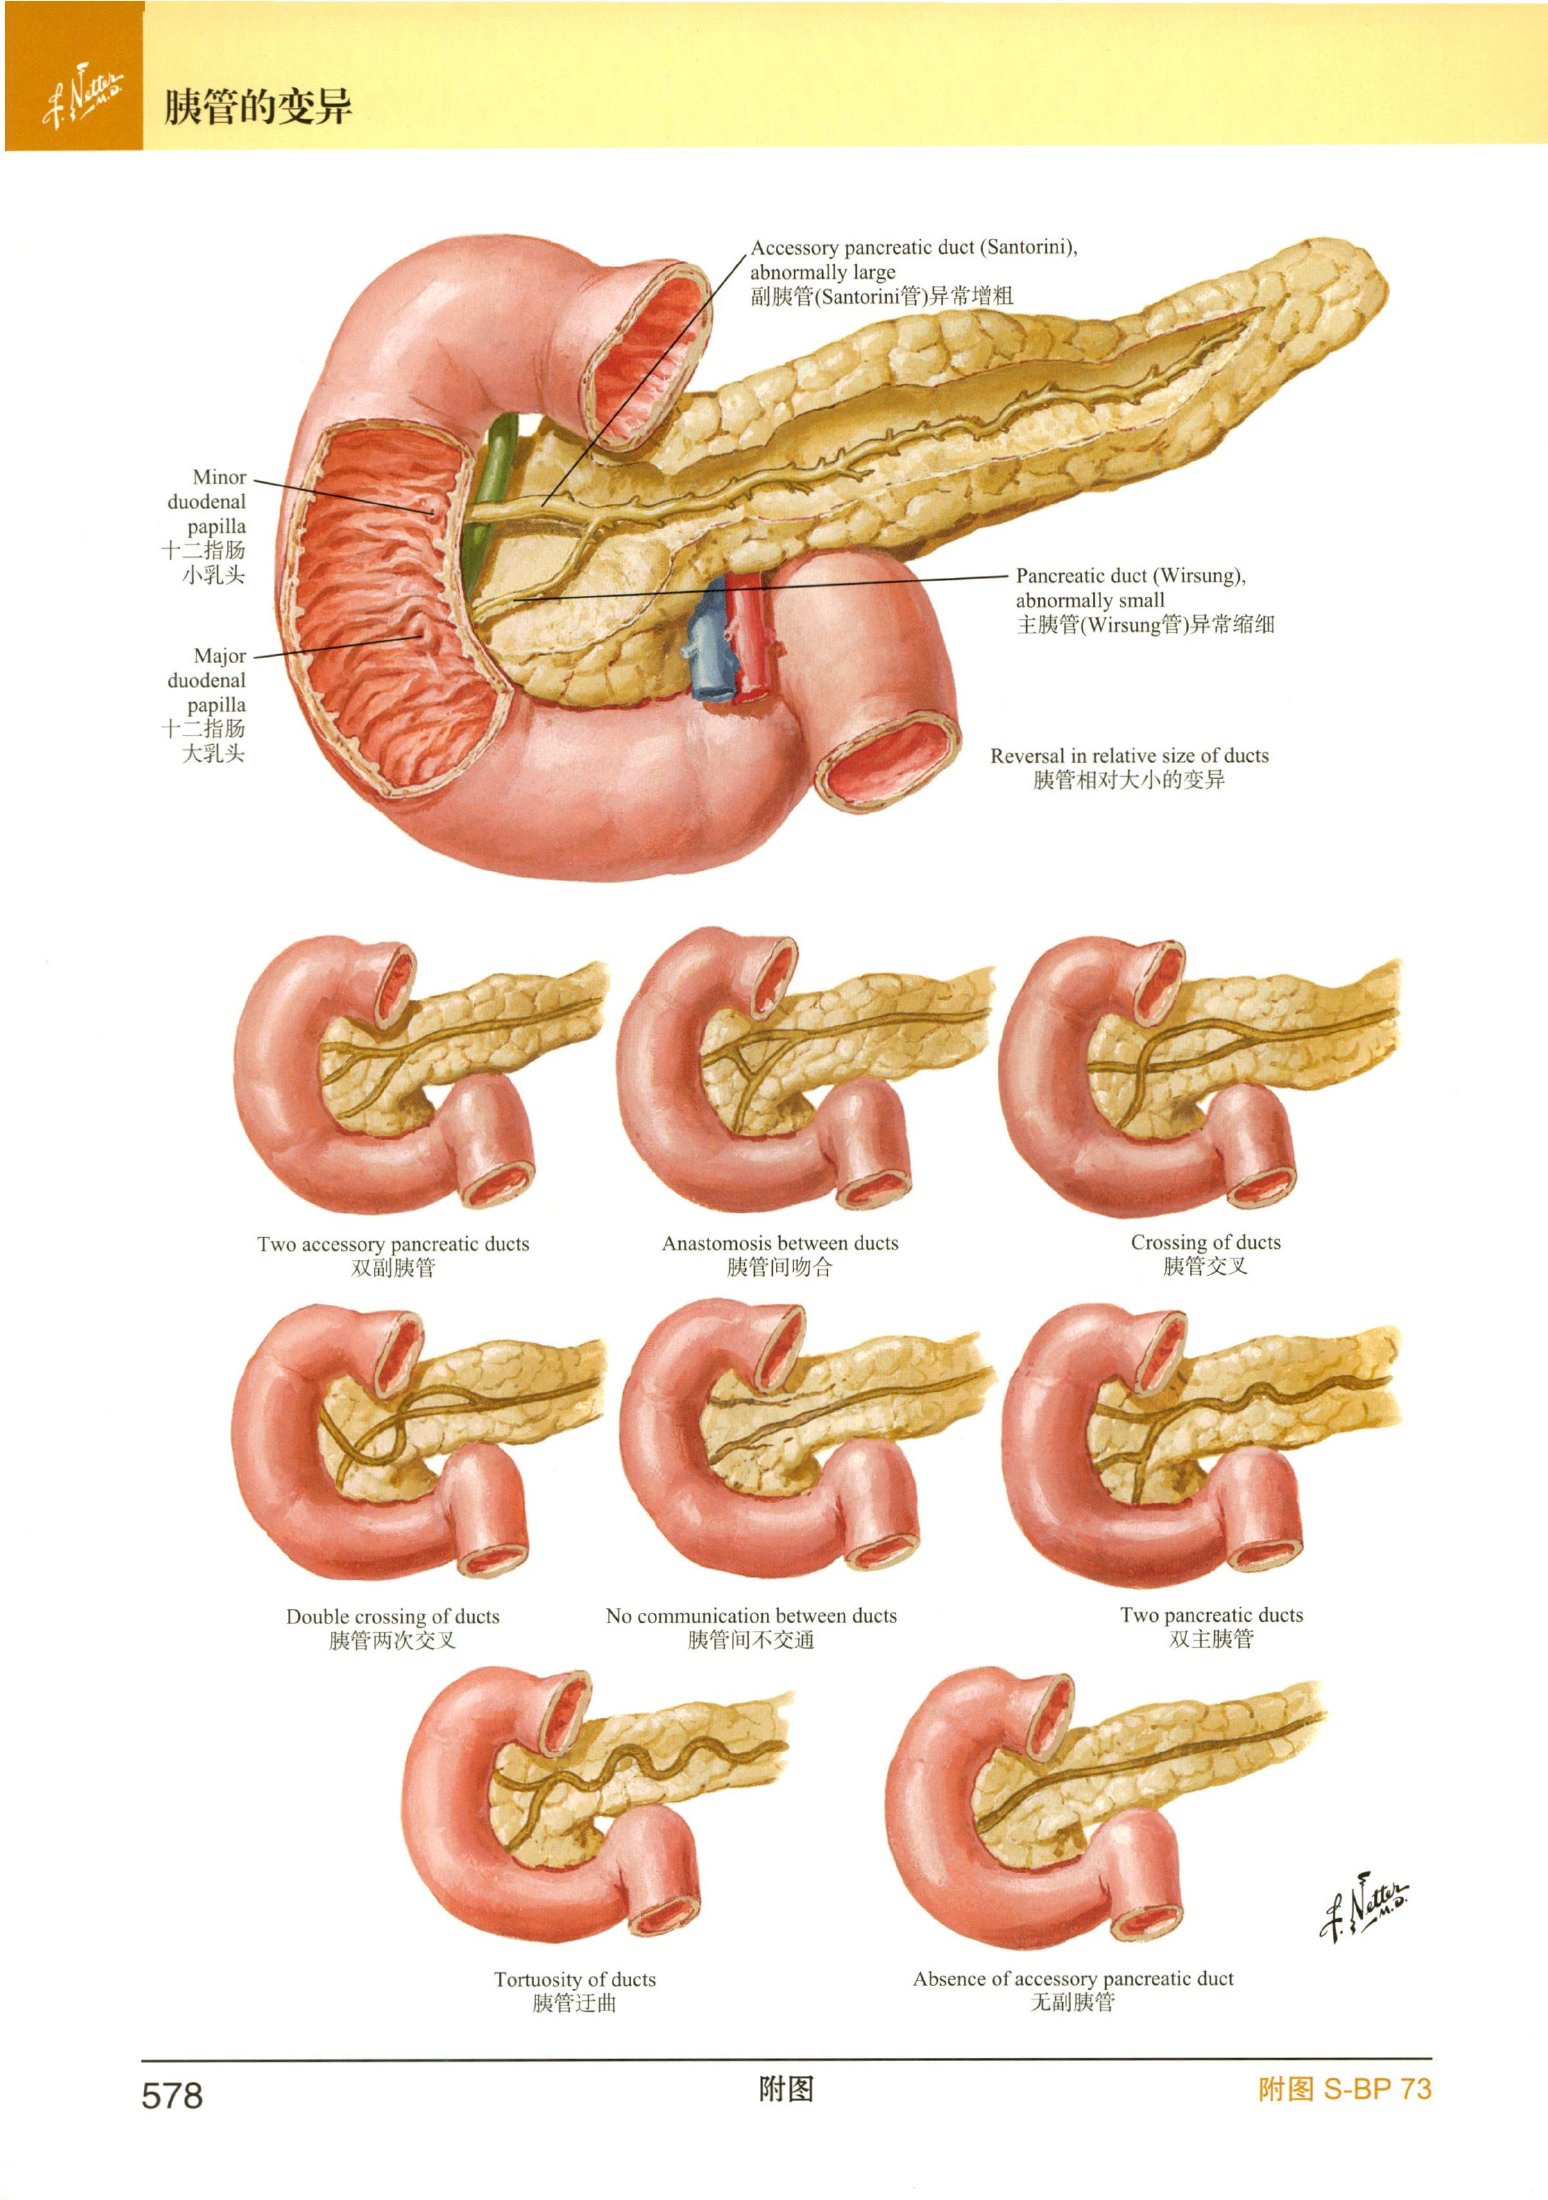 F. Netter M.D.
胰管的变异
Accessory pancreatic duct (Santorini),
abnormally large
副胰管(Santorini管)异常增粗
Minor
duodenal
papilla
十二指肠
小乳头
Pancreatic duct (Wirsung),
abnormally small
主胰管(Wirsung管)异常缩细
Major
duodenal
papilla
十二指肠
大乳头
Reversal in relative size of ducts
胰管相对大小的变异
Two accessory pancreatic ducts
双副胰管
Anastomosis between ducts
胰管间吻合
Crossing of ducts
胰管交叉
Double crossing of ducts
胰管两次交叉
No communication between ducts
胰管间不交通
Two pancreatic ducts
双主胰管
Tortuosity of ducts
胰管迂曲
Absence of accessory pancreatic duct
无副胰管
F. Netter M.D.
578
附图
附图 S-BP 73